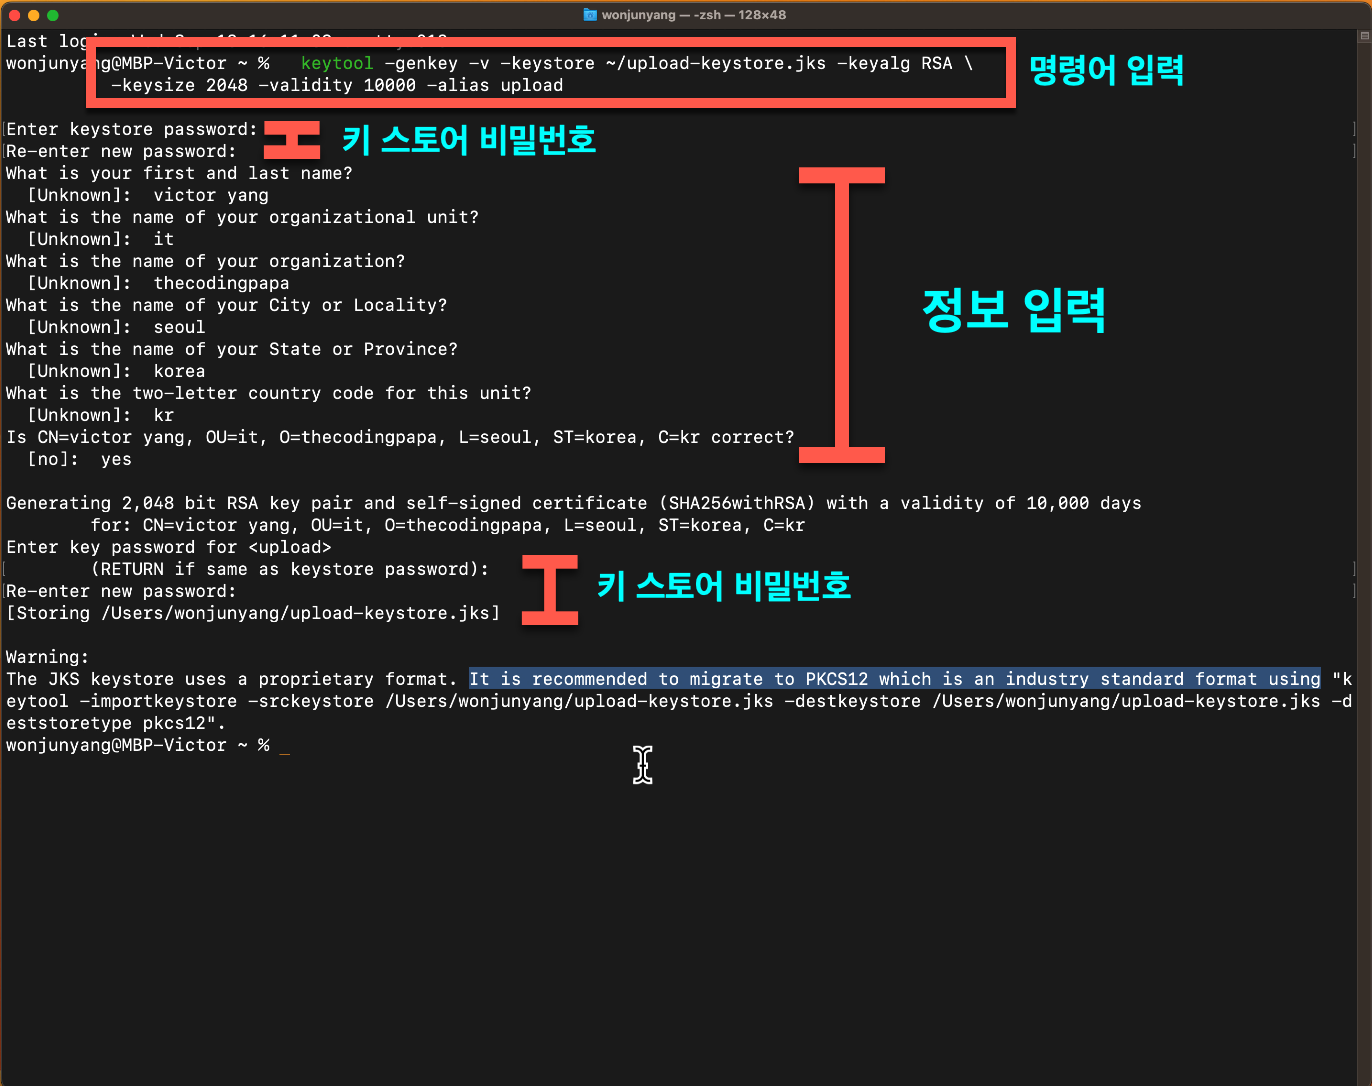 wonjunyang — -zsh — 128×48
Last
wonjunyang@MBP-Victor ~ %   keytool -genkey -v -keystore ~/upload-keystore.jks -keyalg RSA \
-keysize 2048 -validity 10000 -alias upload
명령어 입력
Enter keystore password:
Re-enter new password:
키 스토어 비밀번호
What is your first and last name?
[Unknown]:  victor yang
What is the name of your organizational unit?
[Unknown]:  it
What is the name of your organization?
[Unknown]:  thecodingpapa
What is the name of your City or Locality?
[Unknown]:  seoul
What is the name of your State or Province?
[Unknown]:  korea
What is the two-letter country code for this unit?
[Unknown]:  kr
Is CN=victor yang, OU=it, O=thecodingpapa, L=seoul, ST=korea, C=kr correct?
[no]:  yes
정보 입력
Generating 2,048 bit RSA key pair and self-signed certificate (SHA256withRSA) with a validity of 10,000 days
for: CN=victor yang, OU=it, O=thecodingpapa, L=seoul, ST=korea, C=kr
Enter key password for <upload>
(RETURN if same as keystore password):
Re-enter new password:
키 스토어 비밀번호
[Storing /Users/wonjunyang/upload-keystore.jks]
Warning:
The JKS keystore uses a proprietary format. It is recommended to migrate to PKCS12 which is an industry standard format using "k
eytool -importkeystore -srckeystore /Users/wonjunyang/upload-keystore.jks -destkeystore /Users/wonjunyang/upload-keystore.jks -d
eststoretype pkcs12".
wonjunyang@MBP-Victor ~ %